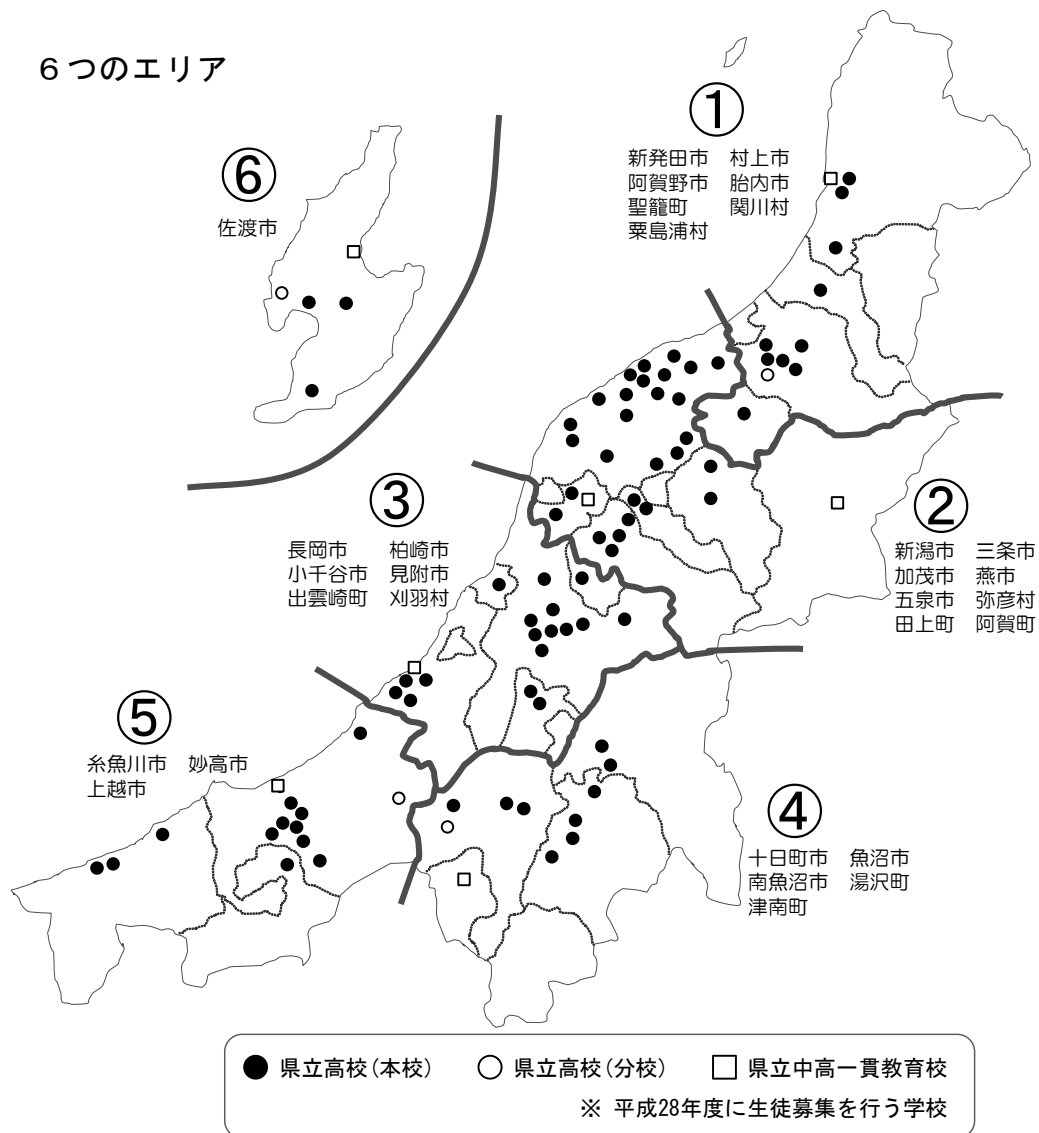 ６つのエリア
①
新発田市　村上市
阿賀野市　胎内市
聖籠町　関川村
粟島浦村
⑥
佐渡市
③
長岡市　柏崎市
小千谷市　見附市
出雲崎町　刈羽村
②
新潟市　三条市
加茂市　燕市
五泉市　弥彦村
田上町　阿賀町
⑤
糸魚川市　妙高市
上越市
④
十日町市　魚沼市
南魚沼市　湯沢町
津南町
● 県立高校（本校）　○ 県立高校（分校）　□ 県立中高一貫教育校
※ 平成28年度に生徒募集を行う学校